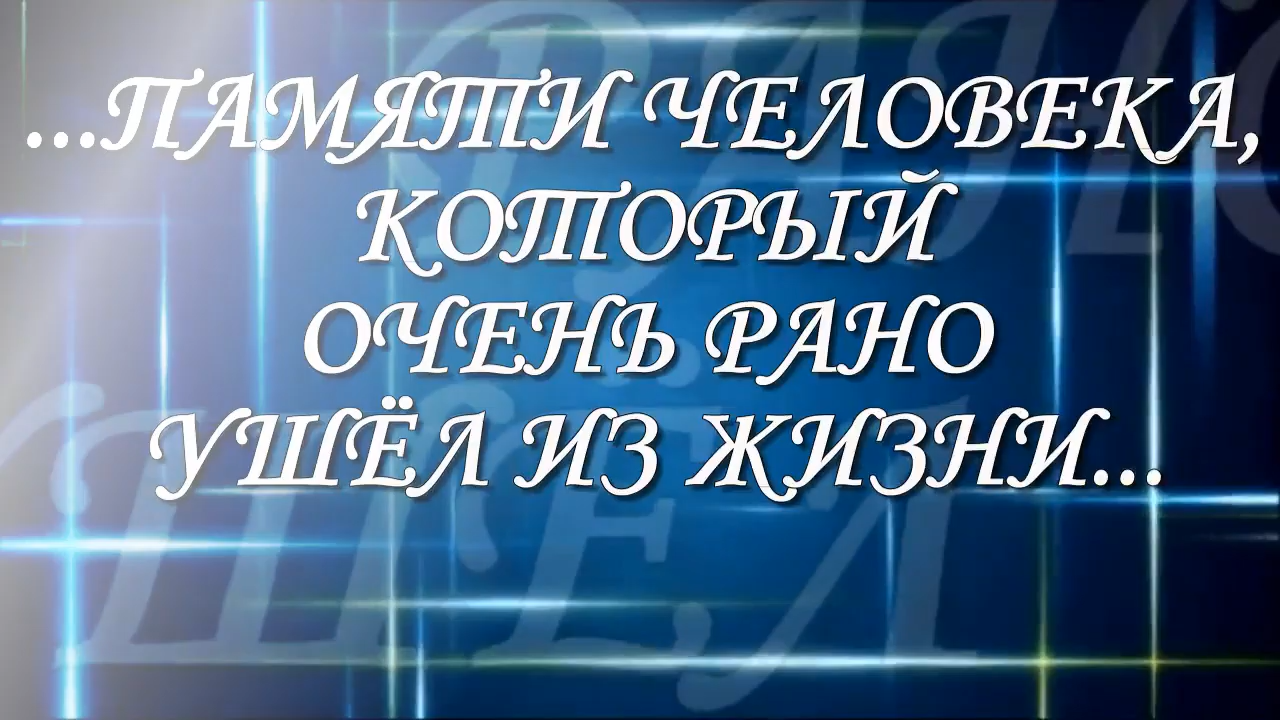 ...ПАМЯТИ ЧЕЛОВЕКА,
КОТОРЫЙ
ОЧЕНЬ РАНО
УШЁЛ ИЗ ЖИЗНИ...